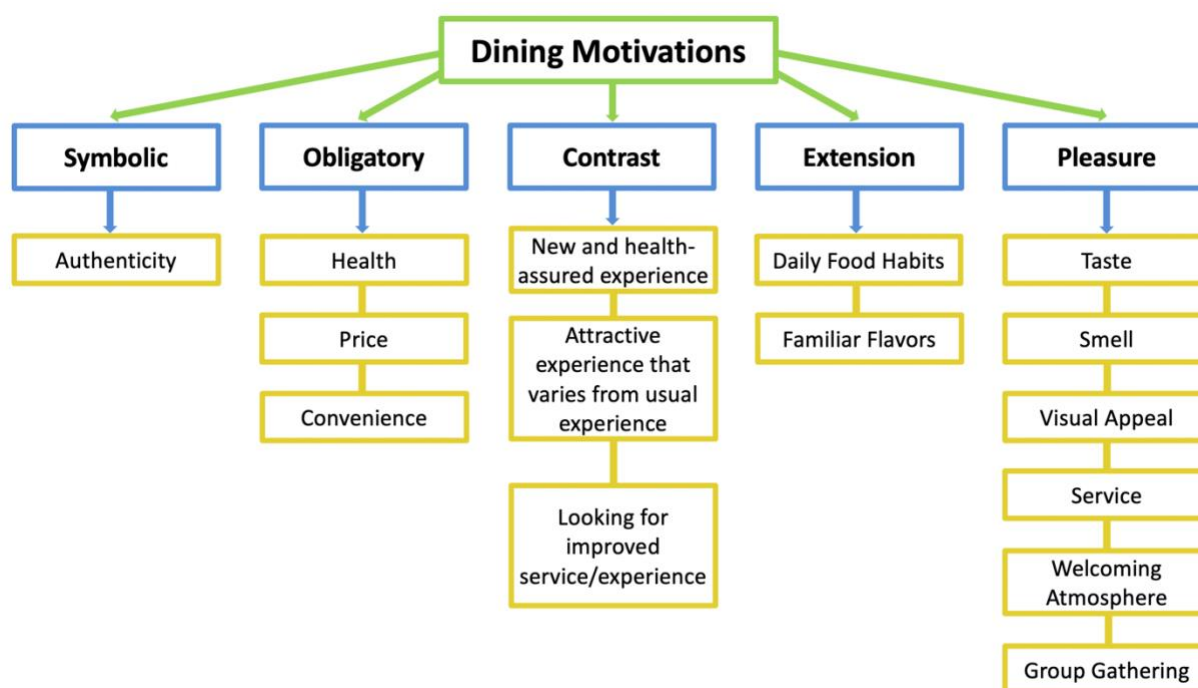 Dining Motivations
Symbolic
Obligatory
Contrast
Extension
Pleasure
Authenticity
Health
Price
Convenience
New and health-
assured experience
Attractive
experience that
varies from usual
experience
Looking for
improved
service/experience
Daily Food Habits
Familiar Flavors
Taste
Smell
Visual Appeal
Service
Welcoming
Atmosphere
Group Gathering